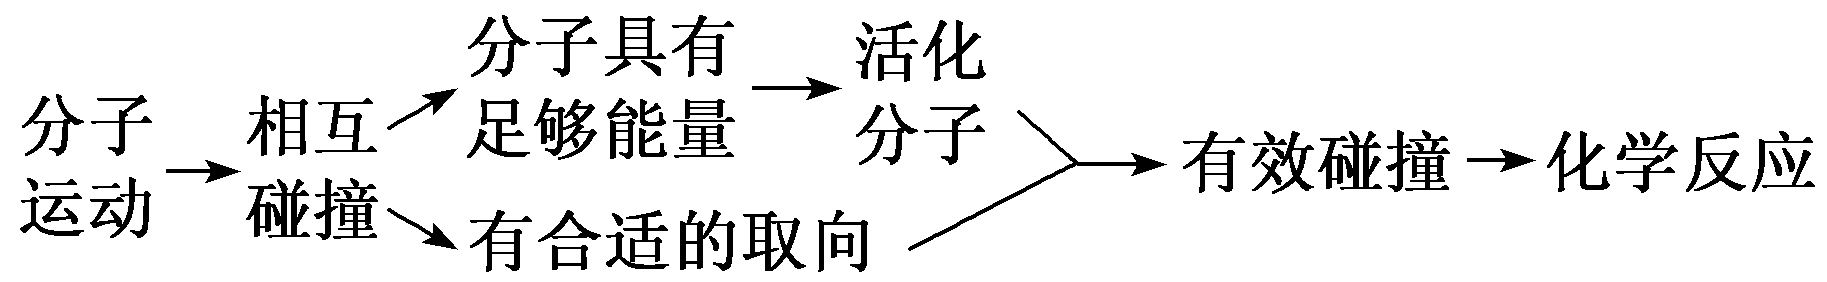 分子
运动
相互
碰撞
分子具有
足够能量
有合适的取向
活化
分子
有效碰撞
化学反应